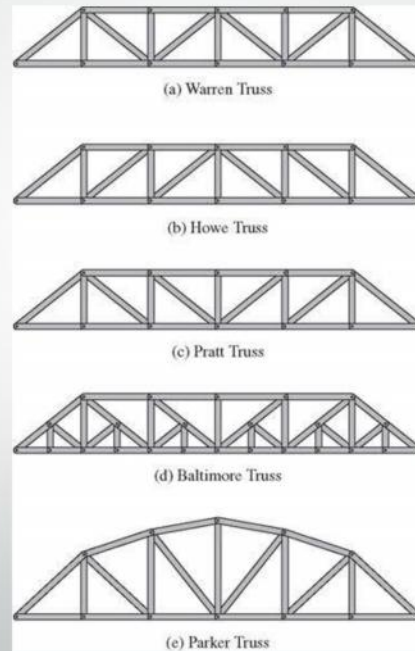 (a) Warren Truss
(b) Howe Truss
(c) Pratt Truss
(d) Baltimore Truss
(e) Parker Truss